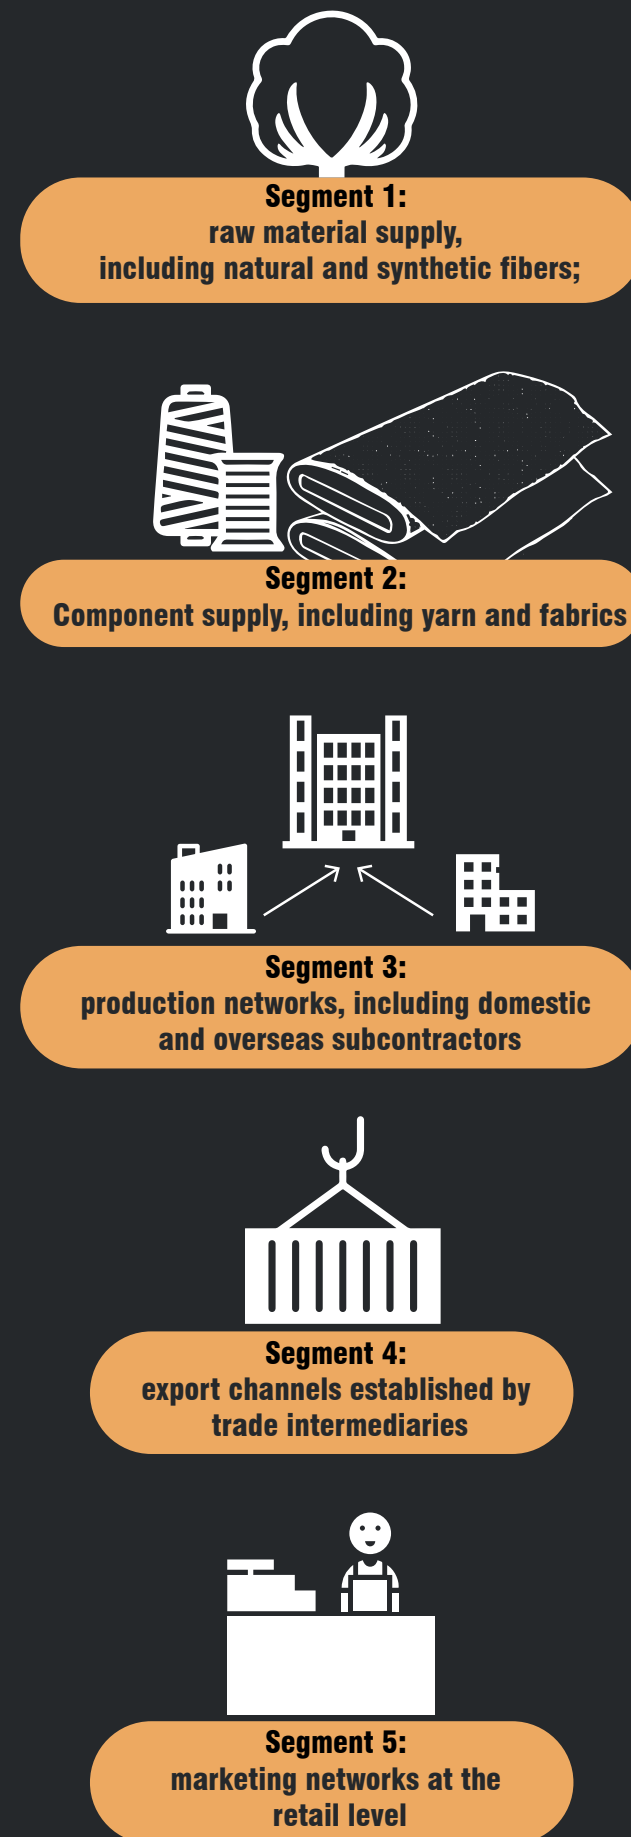 Segment 1:
raw material supply,
including natural and synthetic fibers;
Segment 2:
Component supply, including yarn and fabrics
Segment 3:
production networks, including domestic
and overseas subcontractors
Segment 4:
export channels established by
trade intermediaries
Segment 5:
marketing networks at the
retail level